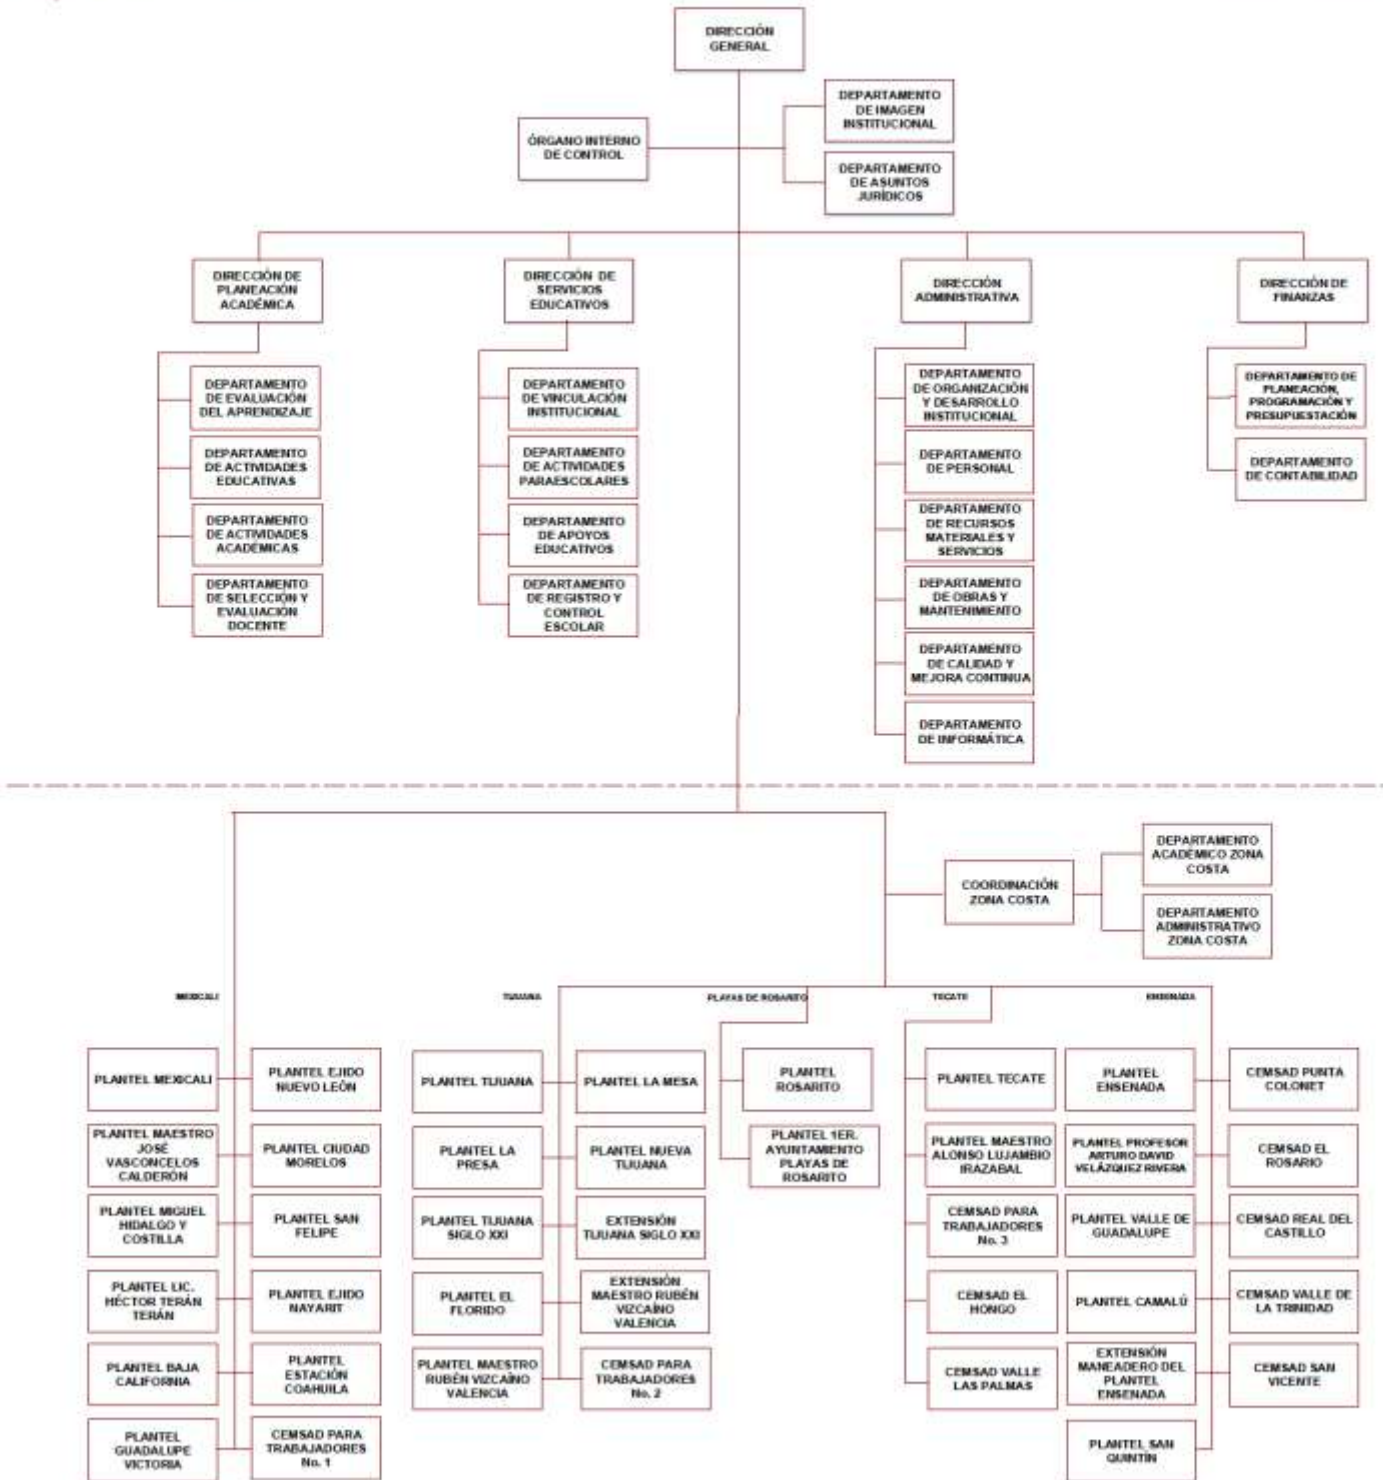 DIRECCIÓN
GENERAL
DEPARTAMENTO
DE IMAGEN
INSTITUCIONAL
ÓRGANO INTERNO
DE CONTROL
DEPARTAMENTO
DE ASUNTOS
JURÍDICOS
DIRECCIÓN DE
PLANEACIÓN
ACADÉMICA
DIRECCIÓN DE
SERVICIOS
EDUCATIVOS
DIRECCIÓN
ADMINISTRATIVA
DIRECCIÓN DE
FINANZAS
DEPARTAMENTO
DE EVALUACIÓN
DEL APRENDIZAJE
DEPARTAMENTO
DE ACTIVIDADES
EDUCATIVAS
DEPARTAMENTO
DE ACTIVIDADES
ACADÉMICAS
DEPARTAMENTO
DE SELECCIÓN Y
EVALUACIÓN
DOCENTE
DEPARTAMENTO
DE VINCULACIÓN
INSTITUCIONAL
DEPARTAMENTO
DE ACTIVIDADES
PARAESCOLARES
DEPARTAMENTO
DE APOYOS
EDUCATIVOS
DEPARTAMENTO
DE REGISTRO Y
CONTROL
ESCOLAR
DEPARTAMENTO
DE ORGANIZACIÓN
Y DESARROLLO
INSTITUCIONAL
DEPARTAMENTO
DE PERSONAL
DEPARTAMENTO
DE RECURSOS
MATERIALES Y
SERVICIOS
DEPARTAMENTO
DE OBRAS Y
MANTENIMIENTO
DEPARTAMENTO
DE CALIDAD Y
MEJORA CONTINUA
DEPARTAMENTO
DE INFORMÁTICA
DEPARTAMENTO DE
PLANEACIÓN,
PROGRAMACIÓN Y
PRESUPUESTACIÓN
DEPARTAMENTO
DE CONTABILIDAD
COORDINACIÓN
ZONA COSTA
DEPARTAMENTO
ACADÉMICO ZONA
COSTA
DEPARTAMENTO
ADMINISTRATIVO
ZONA COSTA
MEXICALI
PLANTEL MEXICALI
PLANTEL MAESTRO
JOSÉ
VASCONCELOS
CALDERÓN
PLANTEL MIGUEL
HIDALGO Y
COSTILLA
PLANTEL LIC.
HÉCTOR TERÁN
TERÁN
PLANTEL BAJA
CALIFORNIA
PLANTEL
GUADALUPE
VICTORIA
PLANTEL EJIDO
NUEVO LEÓN
PLANTEL CIUDAD
MORELOS
PLANTEL SAN
FELIPE
PLANTEL EJIDO
NAYARIT
PLANTEL
ESTACIÓN
COAHUILA
CEMSAD PARA
TRABAJADORES
No. 1
TIJUANA
PLANTEL TIJUANA
PLANTEL LA
PRESA
PLANTEL TIJUANA
SIGLO XXI
PLANTEL EL
FLORIDO
PLANTEL MAESTRO
RUBÉN VIZCAÍNO
VALENCIA
PLANTEL LA MESA
PLANTEL NUEVA
TIJUANA
EXTENSIÓN
TIJUANA SIGLO XXI
EXTENSIÓN
MAESTRO RUBÉN
VIZCAÍNO
VALENCIA
CEMSAD PARA
TRABAJADORES
No. 2
PLAYAS DE ROSARITO
PLANTEL
ROSARITO
PLANTEL 1ER.
AYUNTAMIENTO
PLAYAS DE
ROSARITO
TECATE
PLANTEL TECATE
PLANTEL MAESTRO
ALONSO LUJAMBIO
IRAZABAL
CEMSAD PARA
TRABAJADORES
No. 3
CEMSAD EL
HONGO
CEMSAD VALLE
LAS PALMAS
ENSENADA
PLANTEL
ENSENADA
PLANTEL PROFESOR
ARTURO DAVID
VELÁZQUEZ RIVERA
PLANTEL VALLE DE
GUADALUPE
PLANTEL CAMALÚ
EXTENSIÓN
MANEADERO DEL
PLANTEL
ENSENADA
PLANTEL SAN
QUINTÍN
CEMSAD PUNTA
COLONET
CEMSAD EL
ROSARIO
CEMSAD REAL DEL
CASTILLO
CEMSAD VALLE DE
LA TRINIDAD
CEMSAD SAN
VICENTE